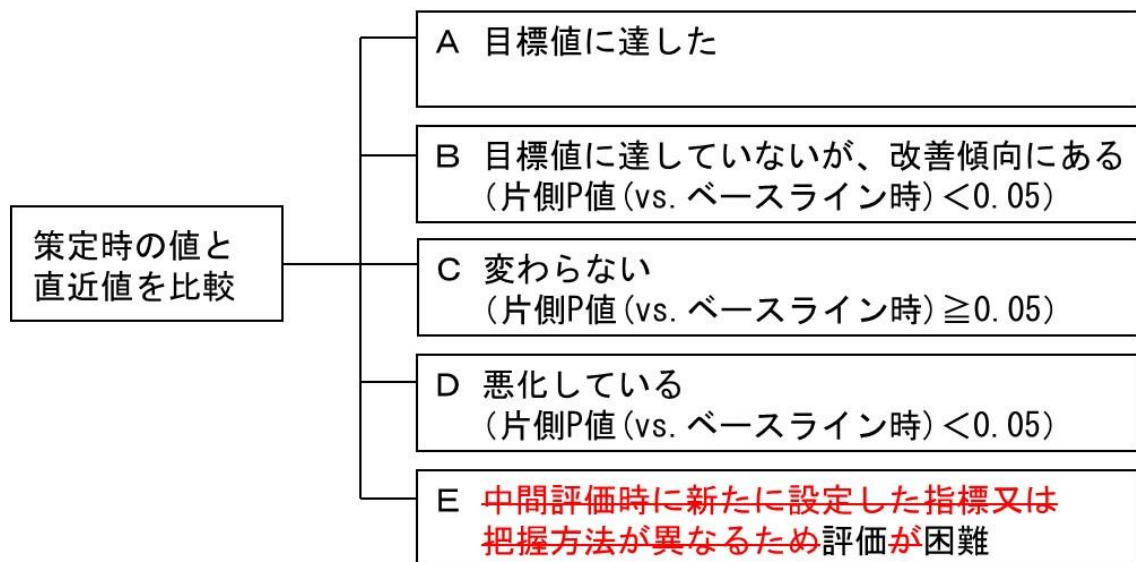 策定時の値と
直近値を比較
A 目標値に達した
B 目標値に達していないが、改善傾向にある
(片側P値(vs. ベースライン時)<0.05)
C 変わらない
(片側P値(vs. ベースライン時)≧0.05)
D 悪化している
(片側P値(vs. ベースライン時)<0.05)
E 中間評価時に新たに設定した指標又は
把握方法が異なるため評価が困難